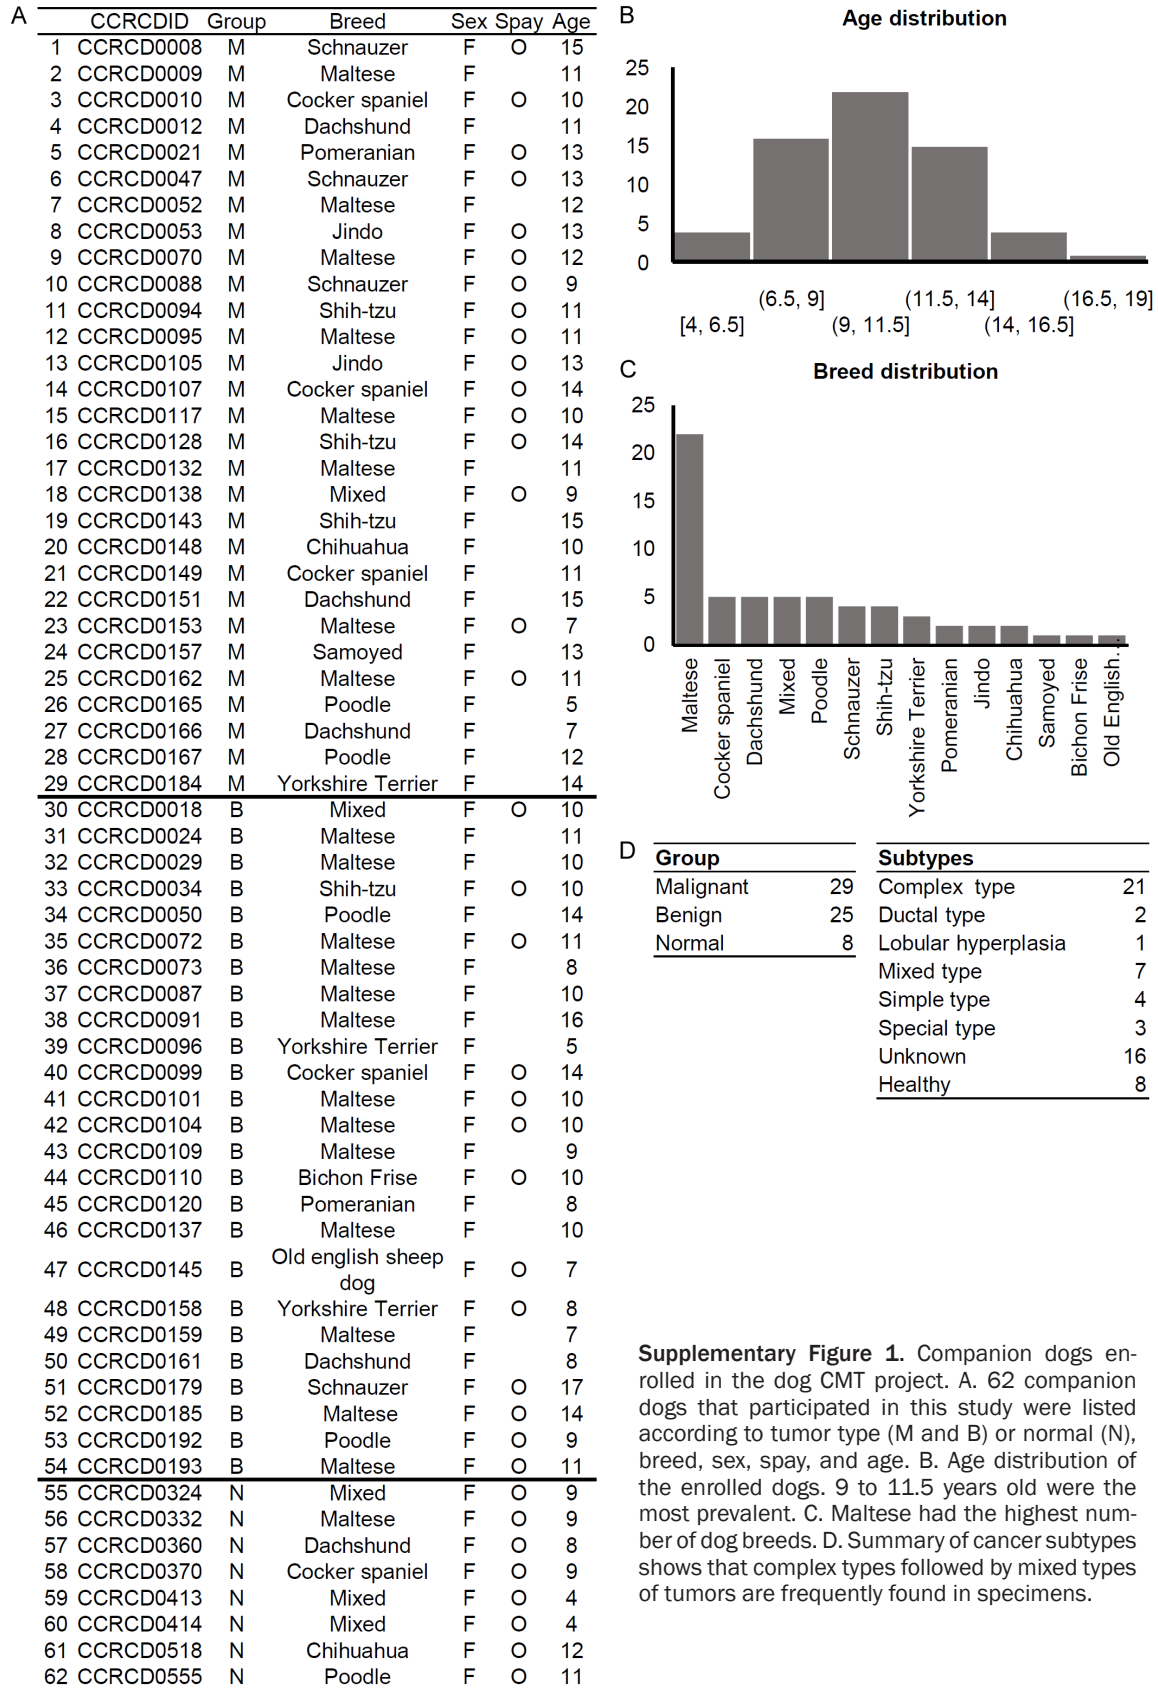 A
CCRCDID Group Breed Sex Spay Age
1 CCRCD0008 M Schnauzer F O 15
2 CCRCD0009 M Maltese F 11
3 CCRCD0010 M Cocker spaniel F O 10
4 CCRCD0012 M Dachshund F 11
5 CCRCD0021 M Pomeranian F O 13
6 CCRCD0047 M Schnauzer F O 13
7 CCRCD0052 M Maltese F 12
8 CCRCD0053 M Jindo F O 13
9 CCRCD0070 M Maltese F O 12
10 CCRCD0088 M Schnauzer F O 9
11 CCRCD0094 M Shih-tzu F O 11
12 CCRCD0095 M Maltese F O 11
13 CCRCD0105 M Jindo F O 13
14 CCRCD0107 M Cocker spaniel F O 14
15 CCRCD0117 M Maltese F O 10
16 CCRCD0128 M Shih-tzu F O 14
17 CCRCD0132 M Maltese F 11
18 CCRCD0138 M Mixed F O 9
19 CCRCD0143 M Shih-tzu F 15
20 CCRCD0148 M Chihuahua F 10
21 CCRCD0149 M Cocker spaniel F 11
22 CCRCD0151 M Dachshund F 15
23 CCRCD0153 M Maltese F O 7
24 CCRCD0157 M Samoyed F 13
25 CCRCD0162 M Maltese F O 11
26 CCRCD0165 M Poodle F 5
27 CCRCD0166 M Dachshund F 7
28 CCRCD0167 M Poodle F 12
29 CCRCD0184 M Yorkshire Terrier F 14
30 CCRCD0018 B Mixed F O 10
31 CCRCD0024 B Maltese F 11
32 CCRCD0029 B Maltese F 10
33 CCRCD0034 B Shih-tzu F O 10
34 CCRCD0050 B Poodle F 14
35 CCRCD0072 B Maltese F O 11
36 CCRCD0073 B Maltese F 8
37 CCRCD0087 B Maltese F 10
38 CCRCD0091 B Maltese F 16
39 CCRCD0096 B Yorkshire Terrier F 5
40 CCRCD0099 B Cocker spaniel F O 14
41 CCRCD0101 B Maltese F O 10
42 CCRCD0104 B Maltese F O 10
43 CCRCD0109 B Maltese F 9
44 CCRCD0110 B Bichon Frise F O 10
45 CCRCD0120 B Pomeranian F 8
46 CCRCD0137 B Maltese F 10
Old english sheep
47 CCRCD0145 B F O 7
dog
48 CCRCD0158 B Yorkshire Terrier F O 8
49 CCRCD0159 B Maltese F 7
50 CCRCD0161 B Dachshund F 8
51 CCRCD0179 B Schnauzer F O 17
52 CCRCD0185 B Maltese F O 14
53 CCRCD0192 B Poodle F O 9
54 CCRCD0193 B Maltese F O 11
55 CCRCD0324 N Mixed F O 9
56 CCRCD0332 N Maltese F O 9
57 CCRCD0360 N Dachshund F O 8
58 CCRCD0370 N Cocker spaniel F O 9
59 CCRCD0413 N Mixed F O 4
60 CCRCD0414 N Mixed F O 4
61 CCRCD0518 N Chihuahua F O 12
62 CCRCD0555 N Poodle F O 11
B
Age distribution
25
20
15
10
5
0
(6.5, 9] (11.5, 14] (16.5, 19]
[4, 6.5] (9, 11.5] (14, 16.5]
C
Breed distribution
25
20
15
10
5
0
Maltese
Cocker spaniel
Dachshund
Mixed
Poodle
Schnauzer
Shih-tzu
Yorkshire Terrier
Pomeranian
Jindo
Chihuahua
Samoyed
Bichon Frise
Old English...
D
Group
Malignant 29
Benign 25
Normal 8
Subtypes
Complex type 21
Ductal type 2
Lobular hyperplasia 1
Mixed type 7
Simple type 4
Special type 3
Unknown 16
Healthy 8
Supplementary Figure 1. Companion dogs en-
rolled in the dog CMT project. A. 62 companion
dogs that participated in this study were listed
according to tumor type (M and B) or normal (N),
breed, sex, spay, and age. B. Age distribution of
the enrolled dogs. 9 to 11.5 years old were the
most prevalent. C. Maltese had the highest num-
ber of dog breeds. D. Summary of cancer subtypes
shows that complex types followed by mixed types
of tumors are frequently found in specimens.